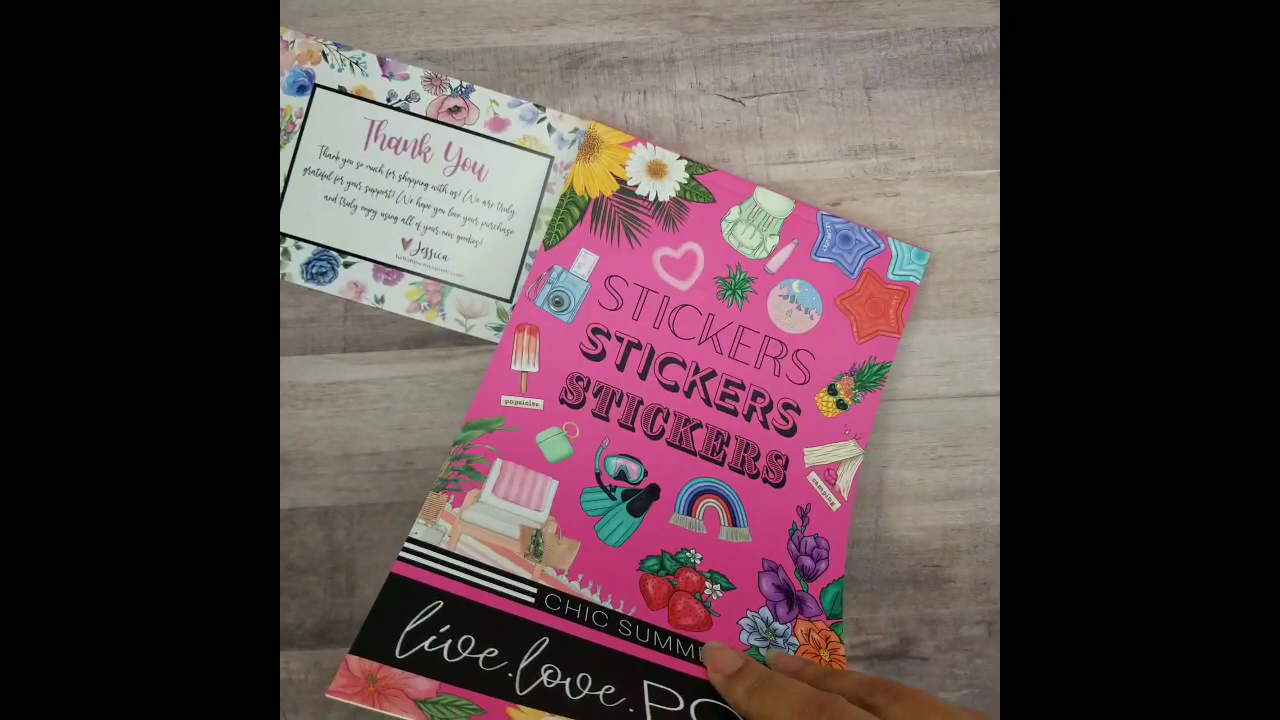 Thank You
Thank you so much for shopping with us! We are truly
grateful for your support! We hope you love your purchase
and truly enjoy using all of your new goodies!
Jessica
STICKERS
STICKERS
STICKERS
popsicles
camping
CHIC SUMME
live.love.PO